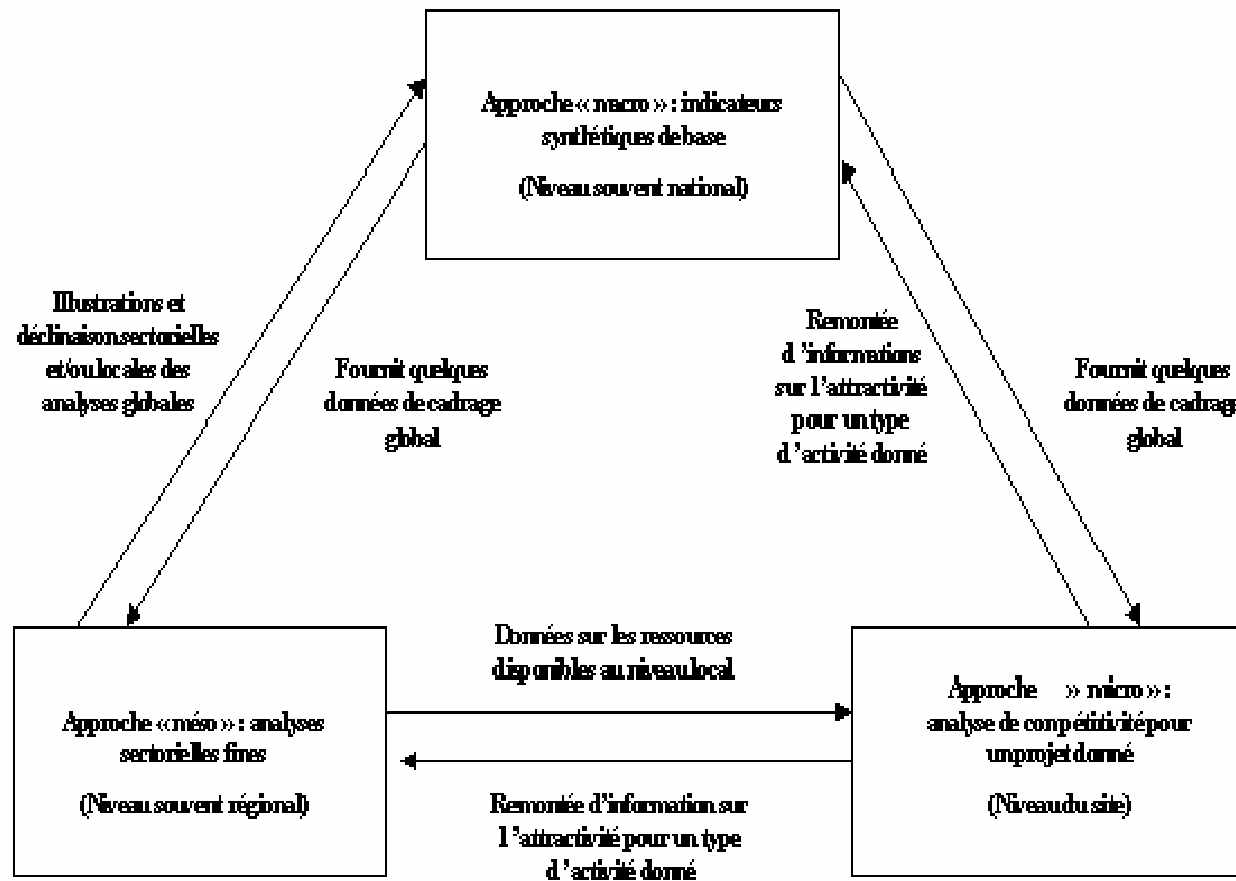 Approche « macro » : indicateurs
synthétiques de base
(Niveau souvent national)
Illustrations et
déclinaison sectorielles
et/ou locales des
analyses globales
Fournit quelques
données de cadrage
global
Remontée
d ’informations
sur l ’attractivité
pour un type
d ’activité donné
Fournit quelques
données de cadrage
global
Données sur les ressources
disponibles au niveau local
Approche « méso » : analyses
sectorielles fines
(Niveau souvent régional)
Remontée d’information sur
l ’attractivité pour un type
d ’activité donné
Approche » micro » :
analyse de compétitivité pour
un projet donné
(Niveau du site)